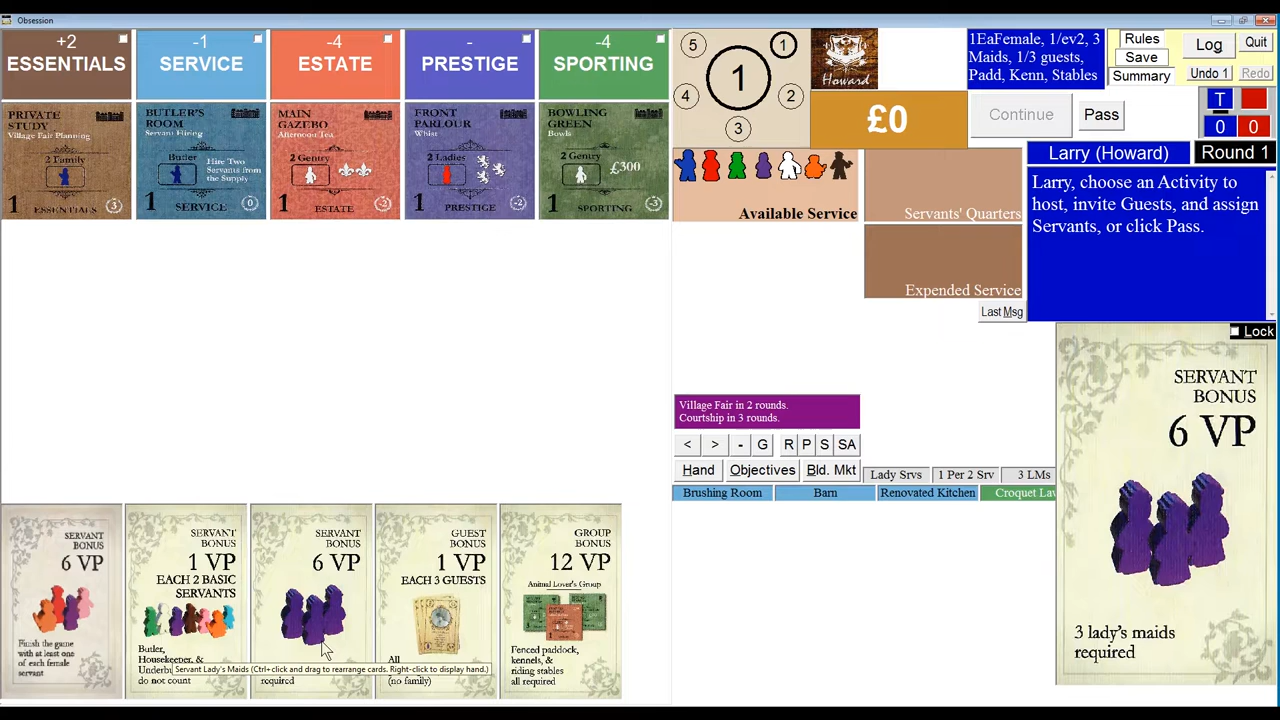 Obsession
+2
ESSENTIALS
-1
SERVICE
-4
ESTATE
-
PRESTIGE
-4
SPORTING
PRIVATE
STUDY
Village Fair Planning
2 Family
1
ESSENTIALS
3
BUTLER'S
ROOM
Servant Hiring
Butler
Hire Two
Servants from
the Supply
1
SERVICE
0
MAIN
GAZEBO
Afternoon Tea
2 Gentry
1
ESTATE
FRONT
PARLOUR
Whist
2 Ladies
1
PRESTIGE
-2
BOWLING
GREEN
Bowls
2 Gentry
£300
1
SPORTING
-3
5
1
4
1
2
3
Howard
£0
1EaFemale, 1/ev2, 3
Maids, 1/3 guests,
Padd, Kenn, Stables
Rules
Save
Summary
Log
Quit
Undo 1
Redo
Continue
Pass
T
0
0
Available Service
Servants' Quarters
Expended Service
Last Msg
Larry (Howard)
Round 1
Larry, choose an Activity to
host, invite Guests, and assign
Servants, or click Pass.
Lock
Village Fair in 2 rounds.
Courtship in 3 rounds.
<
>
-
G
R
P
S
SA
Hand
Objectives
Bld. Mkt
Lady Srvs
1 Per 2 Srv
3 LMs
Brushing Room
Barn
Renovated Kitchen
Croquet Law
SERVANT
BONUS
6 VP
Finish the game
with at least one
of each female
servant
SERVANT
BONUS
1 VP
EACH 2 BASIC
SERVANTS
Butler,
Housekeeper, &
do not count
SERVANT
BONUS
6 VP
required
GUEST
BONUS
1 VP
EACH 3 GUESTS
All
(no family)
GROUP
BONUS
12 VP
Animal Lover's Group
Fenced paddock,
kennels, &
riding stables
all required
Servant Lady's Maids (Ctrl+click and drag to rearrange cards. Right-click to display hand.)
SERVANT
BONUS
6 VP
3 lady's maids
required